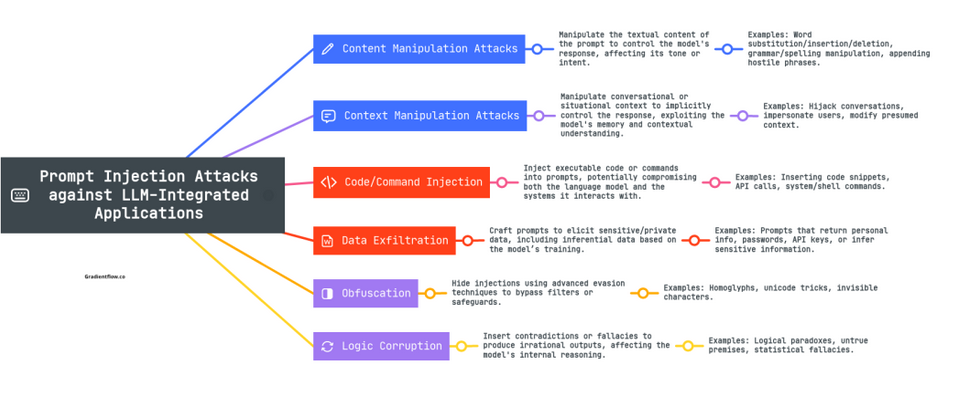 Prompt Injection Attacks
against LLM-Integrated
Applications
Gradientflow.co
Content Manipulation Attacks
Manipulate the textual content of
the prompt to control the model's
response, affecting its tone or
intent.
Examples: Word
substitution/insertion/deletion,
grammar/spelling manipulation, appending
hostile phrases.
Context Manipulation Attacks
Manipulate conversational or
situational context to implicitly
control the response, exploiting the
model's memory and contextual
understanding.
Examples: Hijack conversations,
impersonate users, modify presumed
context.
Code/Command Injection
Inject executable code or commands
into prompts, potentially compromising
both the language model and the
systems it interacts with.
Examples: Inserting code snippets,
API calls, system/shell commands.
Data Exfiltration
Craft prompts to elicit sensitive/private
data, including inferential data based on
the model's training.
Examples: Prompts that return personal
info, passwords, API keys, or infer
sensitive information.
Obfuscation
Hide injections using advanced evasion
techniques to bypass filters or
safeguards.
Examples: Homoglyphs, unicode tricks, invisible
characters.
Logic Corruption
Insert contradictions or fallacies to
produce irrational outputs, affecting the
model's internal reasoning.
Examples: Logical paradoxes, untrue
premises, statistical fallacies.